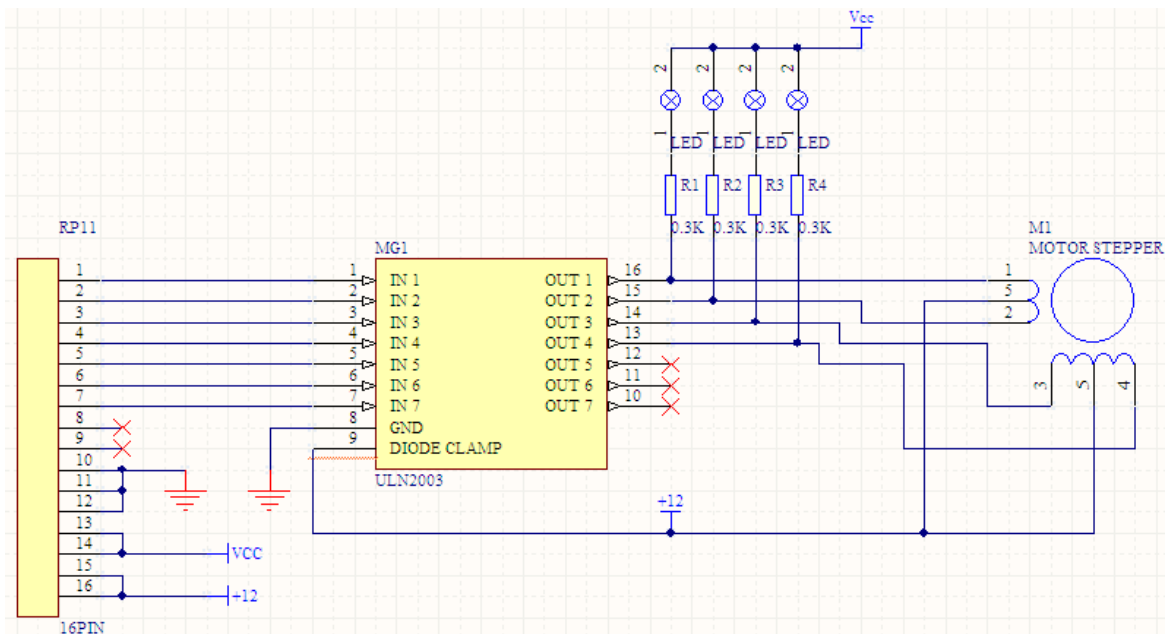 Vcc
2 2 2 2
1 1 1 1
LED LED LED LED
R1 R2 R3 R4
0.3K 0.3K 0.3K 0.3K
RP11
MG1
M1
MOTOR STEPPER
1 1 IN 1 OUT 1 16 1
2 2 IN 2 OUT 2 15 5
3 3 IN 3 OUT 3 14 2
4 4 IN 4 OUT 4 13
5 5 IN 5 OUT 5 12
6 6 IN 6 OUT 6 11
7 7 IN 7 OUT 7 10
3 5 4
8 8 GND
9 9 DIODE CLAMP
10
ULN2003
11
12
+12
13
14 VCC
15
16 +12
16PIN